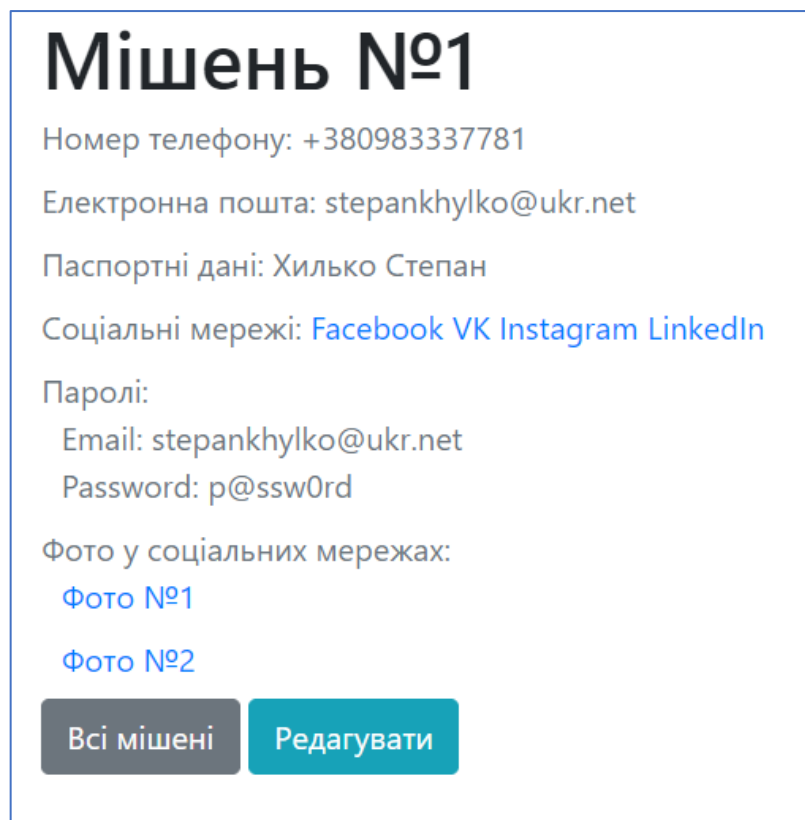 Мішень №1
Номер телефону: +380983337781
Електронна пошта: stepankhylko@ukr.net
Паспортні дані: Хилько Степан
Соціальні мережі: Facebook VK Instagram LinkedIn
Паролі:
Email: stepankhylko@ukr.net
Password: p@ssw0rd
Фото у соціальних мережах:
Фото №1
Фото №2
Всі мішені Редагувати